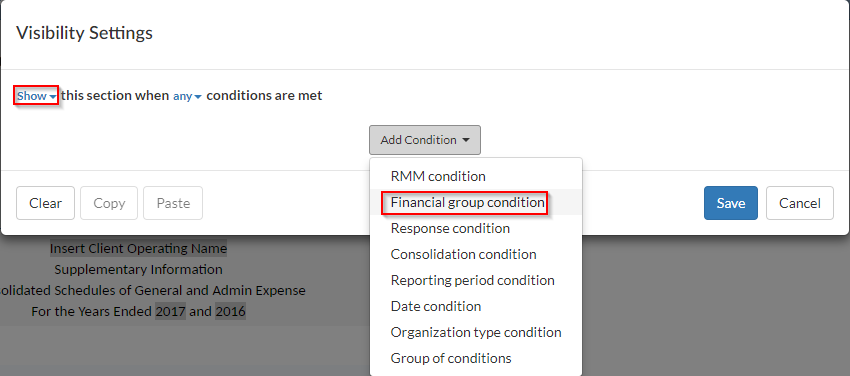 Visibility Settings
Show this section when any conditions are met
Add Condition
RMM condition
Financial group condition
Response condition
Consolidation condition
Reporting period condition
Date condition
Organization type condition
Group of conditions
Clear
Copy
Paste
Save
Cancel
Insert Client Operating Name
Supplementary Information
olidated Schedules of General and Admin Expense
For the Years Ended 2017 and 2016